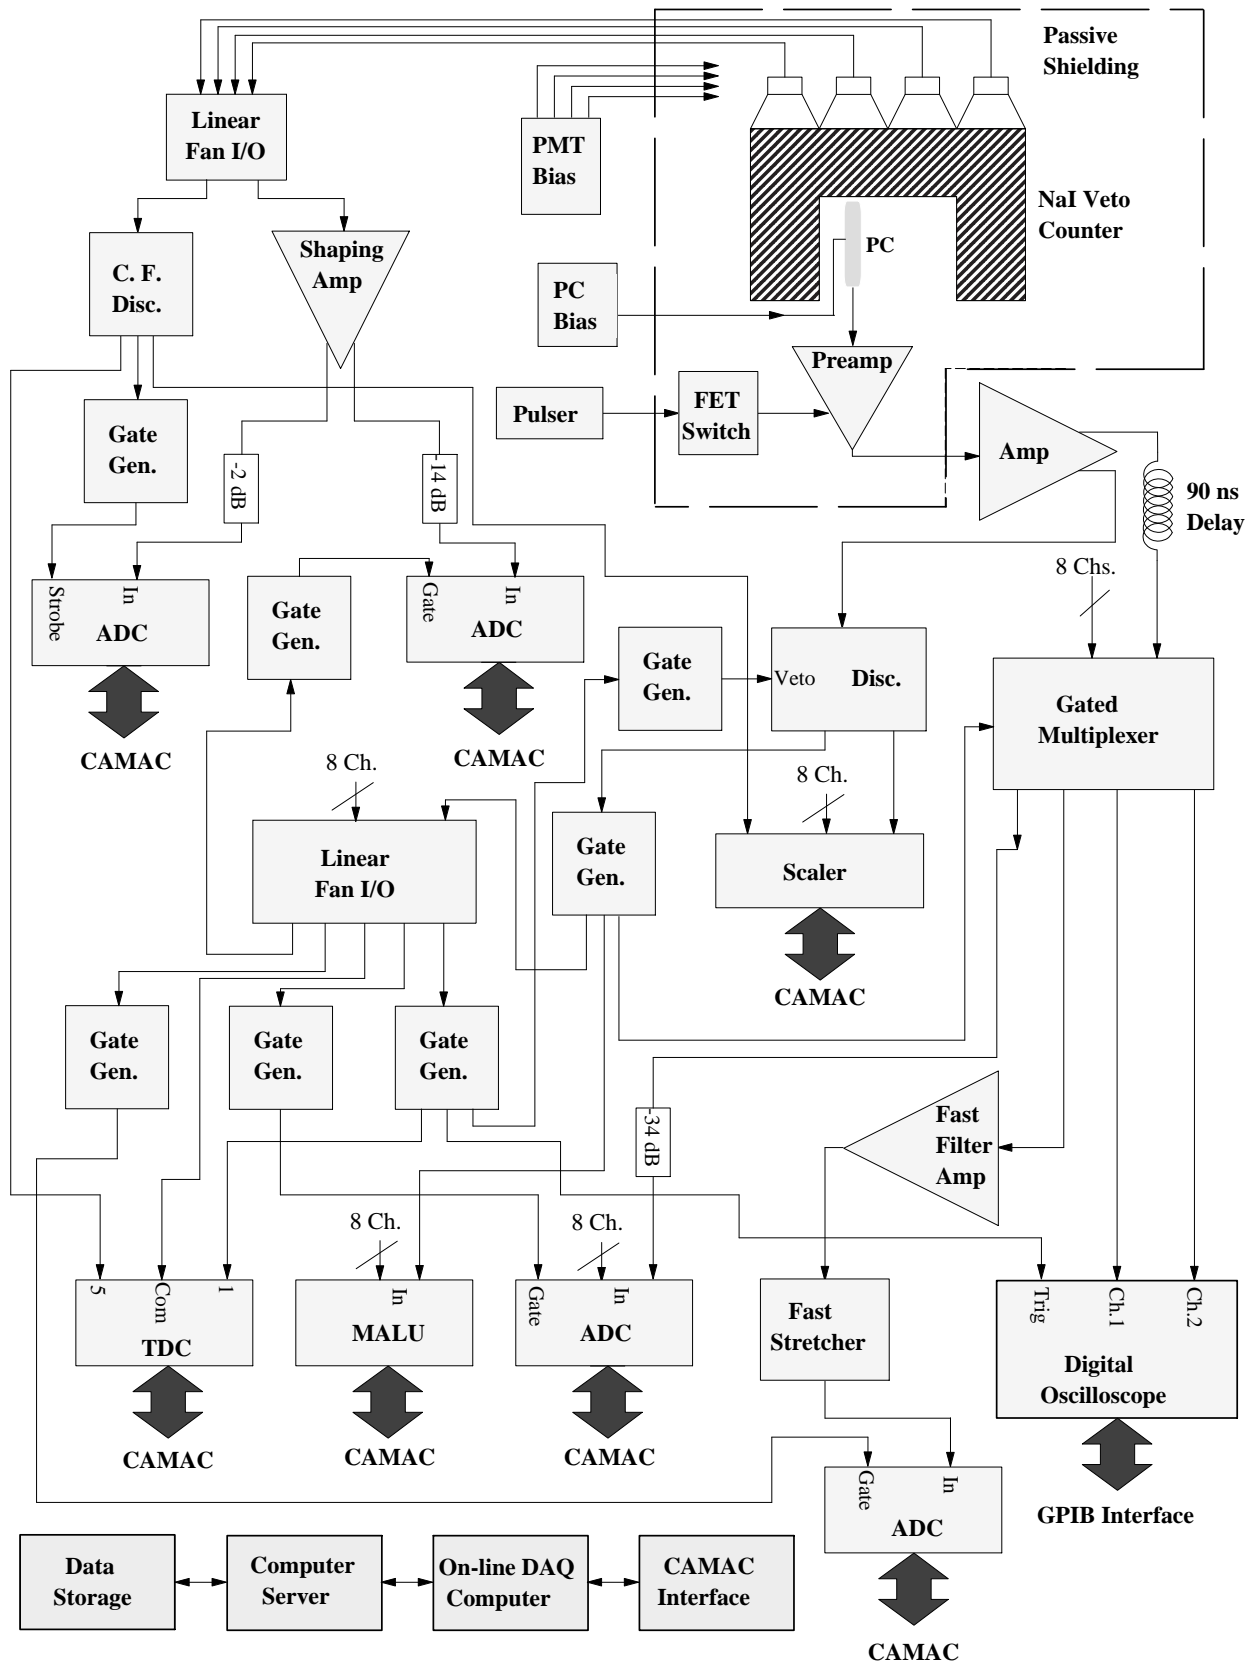 Passive
Shielding
Linear
Fan I/O
PMT
Bias
NaI Veto
Counter
PC
Shaping
Amp
C. F.
Disc.
PC
Bias
Preamp
Pulser
FET
Switch
Amp
Gate
Gen.
-2 dB
-14 dB
90 ns
Delay
8 Chs.
Strobe
In
ADC
Gate
Gen.
Gate
In
ADC
Gate
Gen.
Veto
Disc.
Gated
Multiplexer
CAMAC
CAMAC
8 Ch.
8 Ch.
Linear
Fan I/O
Gate
Gen.
Scaler
CAMAC
Gate
Gen.
Gate
Gen.
Gate
Gen.
-34 dB
Fast
Filter
Amp
8 Ch.
8 Ch.
5
Com
1
TDC
In
MALU
Gate
In
ADC
Fast
Stretcher
Trig
Ch.1
Ch.2
Digital
Oscilloscope
CAMAC
CAMAC
CAMAC
Gate
In
ADC
GPIB Interface
Data
Storage
Computer
Server
On-line DAQ
Computer
CAMAC
Interface
CAMAC